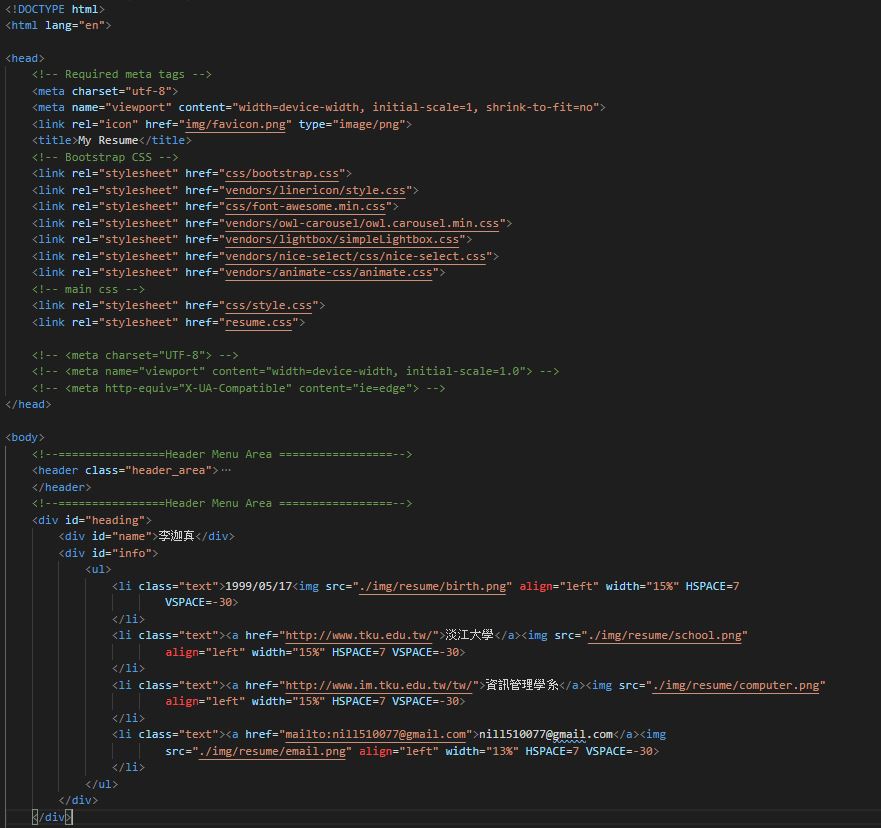 <!DOCTYPE html>
<html lang="en">
<head>
<!-- Required meta tags -->
<meta charset="utf-8">
<meta name="viewport" content="width=device-width, initial-scale=1, shrink-to-fit=no">
<link rel="icon" href="img/favicon.png" type="image/png">
<title>My Resume</title>
<!-- Bootstrap CSS -->
<link rel="stylesheet" href="css/bootstrap.css">
<link rel="stylesheet" href="vendors/linericon/style.css">
<link rel="stylesheet" href="css/font-awesome.min.css">
<link rel="stylesheet" href="vendors/owl-carousel/owl.carousel.min.css">
<link rel="stylesheet" href="vendors/lightbox/simpleLightbox.css">
<link rel="stylesheet" href="vendors/nice-select/css/nice-select.css">
<link rel="stylesheet" href="vendors/animate-css/animate.css">
<!-- main css -->
<link rel="stylesheet" href="css/style.css">
<link rel="stylesheet" href="resume.css">
<!-- <meta charset="UTF-8"> -->
<!-- <meta name="viewport" content="width=device-width, initial-scale=1.0"> -->
<!-- <meta http-equiv="X-UA-Compatible" content="ie=edge"> -->
</head>
<body>
<!--================Header Menu Area =================-->
<header class="header_area">…
</header>
<!--================Header Menu Area =================-->
<div id="heading">
<div id="name">李迦真</div>
<div id="info">
<ul>
<li class="text">1999/05/17<img src="./img/resume/birth.png" align="left" width="15%" HSPACE=7
VSPACE=-30>
</li>
<li class="text"><a href="http://www.tku.edu.tw/">淡江大學</a><img src="./img/resume/school.png"
align="left" width="15%" HSPACE=7 VSPACE=-30>
</li>
<li class="text"><a href="http://www.im.tku.edu.tw/tw/">資訊管理學系</a><img src="./img/resume/computer.png"
align="left" width="15%" HSPACE=7 VSPACE=-30>
</li>
<li class="text"><a href="mailto:nill510077@gmail.com">nill510077@gmail.com</a><img
src="./img/resume/email.png" align="left" width="13%" HSPACE=7 VSPACE=-30>
</li>
</ul>
</div>
</div>